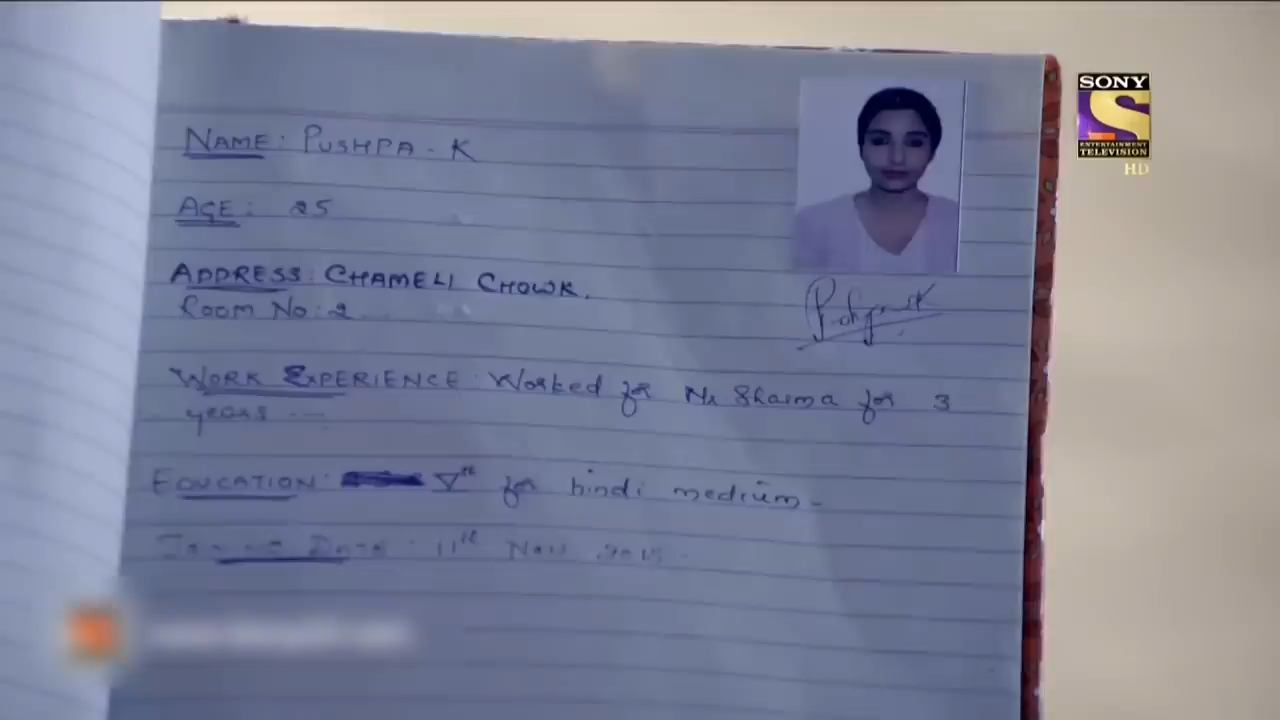 SONY
ENTERTAINMENT
TELEVISION
HD
NAME: PUSHPA - K
AGE: 25
ADDRESS: CHAMELI CHOWK.
Room No: 2
WORK EXPERIENCE: Worked for Mr Sharma for 3
years
EDUCATION: Vth for hindi medium -
Date: 11th Nov